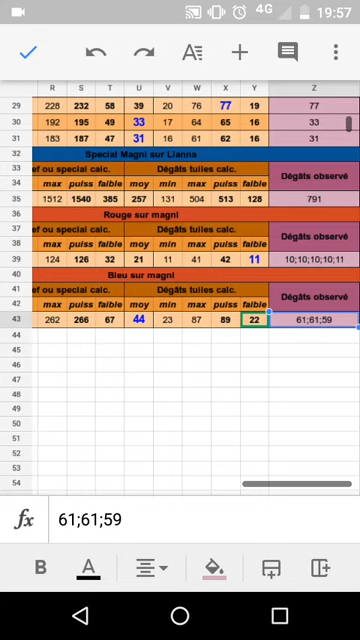 4G 19:57
A
R S T U V W X Y Z
29 228 232 58 39 20 76 77 19 77
30 192 195 49 33 17 64 65 16 33
31 183 187 47 31 16 61 62 16 31
32 Special Magni sur Lianna
33 ef ou special calc. Dégâts tuiles calc. Dégâts observé
34 max puiss faible moy min max puiss faible
35 1512 1540 385 257 131 504 513 128 791
36 Rouge sur magni
37 ef ou special calc. Dégâts tuiles calc. Dégâts observé
38 max puiss faible moy min max puiss faible
39 124 126 32 21 11 41 42 11 10;10;10;10;11
40 Bleu sur magni
41 ef ou special calc. Dégâts tuiles calc. Dégâts observé
42 max puiss faible moy min max puiss faible
43 262 266 67 44 23 87 89 22 61;61;59
44
45
46
47
48
49
50
51
52
53
54
fx 61;61;59
B A